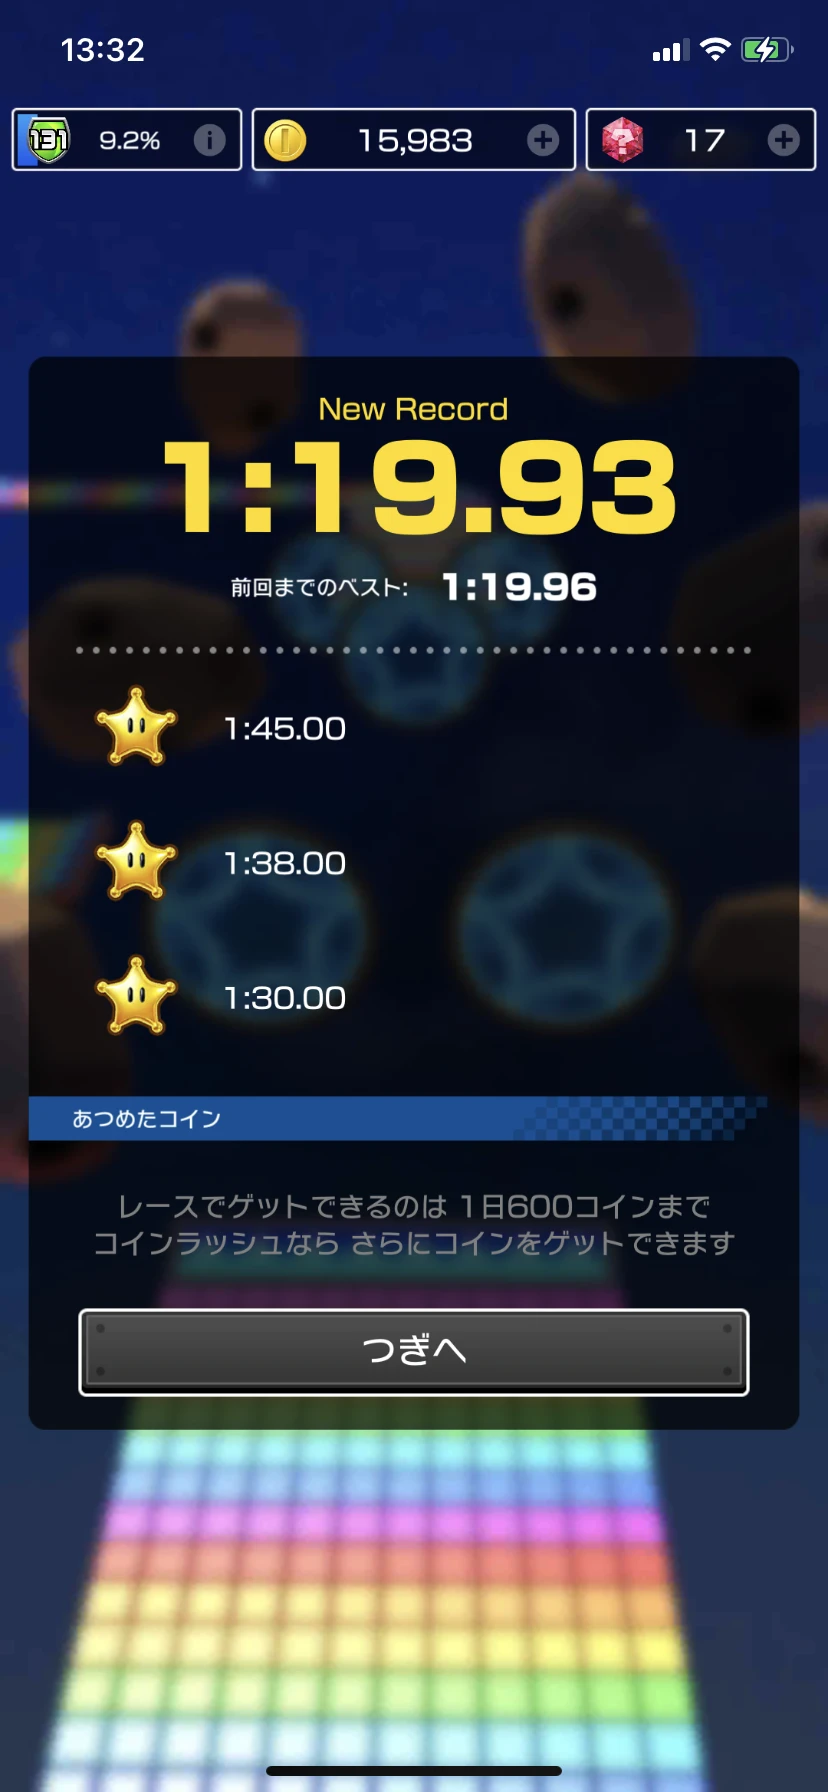 13:32
131 9.2% i 15,983 + ? 17 +
New Record
1:19.93
前回までのベスト: 1:19.96
1:45.00
1:38.00
1:30.00
あつめたコイン
レースでゲットできるのは 1日600コインまで
コインラッシュなら さらにコインをゲットできます
つぎへ